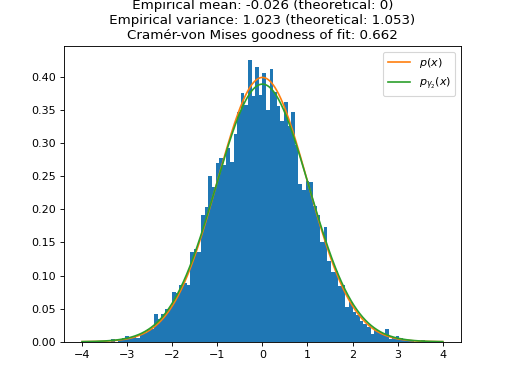 Empirical mean: -0.026 (theoretical: 0)
Empirical variance: 1.023 (theoretical: 1.053)
Cramér-von Mises goodness of fit: 0.662
p(x)
p_{γ₂}(x)
0.40
0.35
0.30
0.25
0.20
0.15
0.10
0.05
0.00
−4 −3 −2 −1 0 1 2 3 4